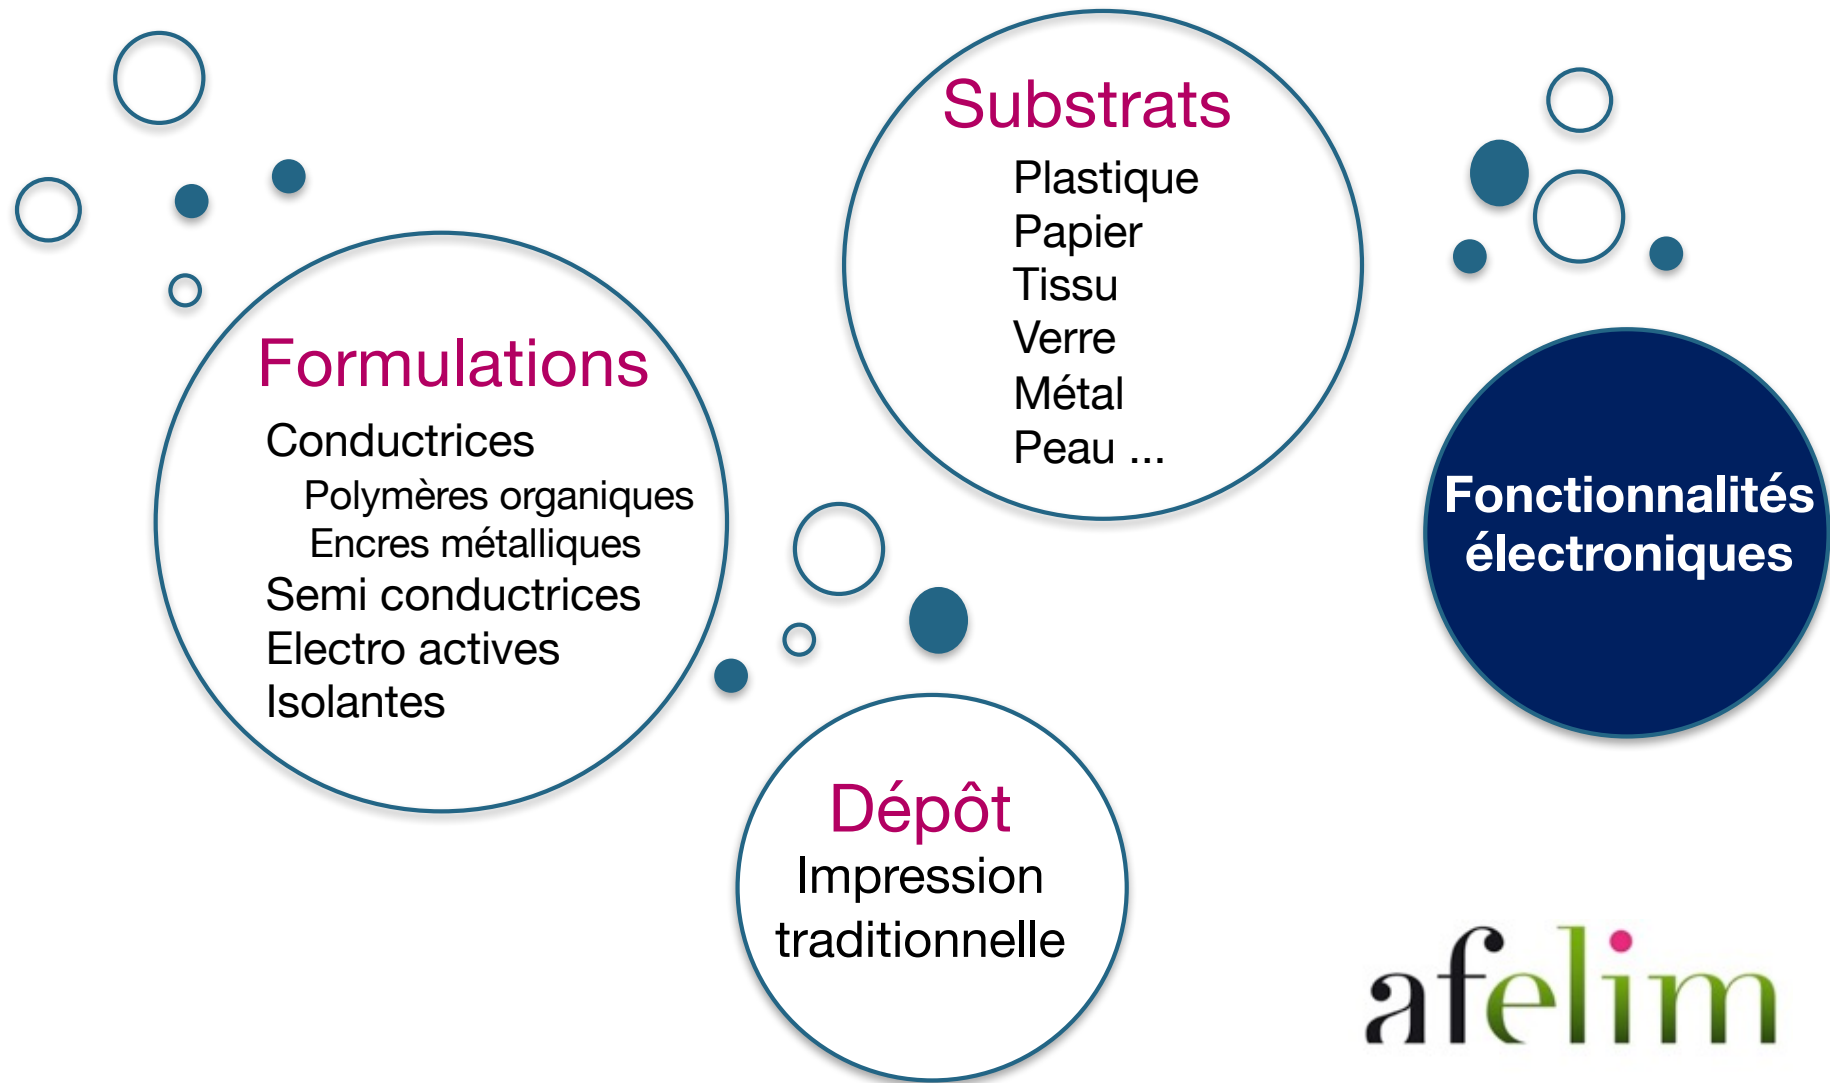 Formulations
Conductrices
Polymères organiques
Encres métalliques
Semi conductrices
Electro actives
Isolantes
Substrats
Plastique
Papier
Tissu
Verre
Métal
Peau ...
Dépôt
Impression
traditionnelle
Fonctionnalités
électroniques
afelim